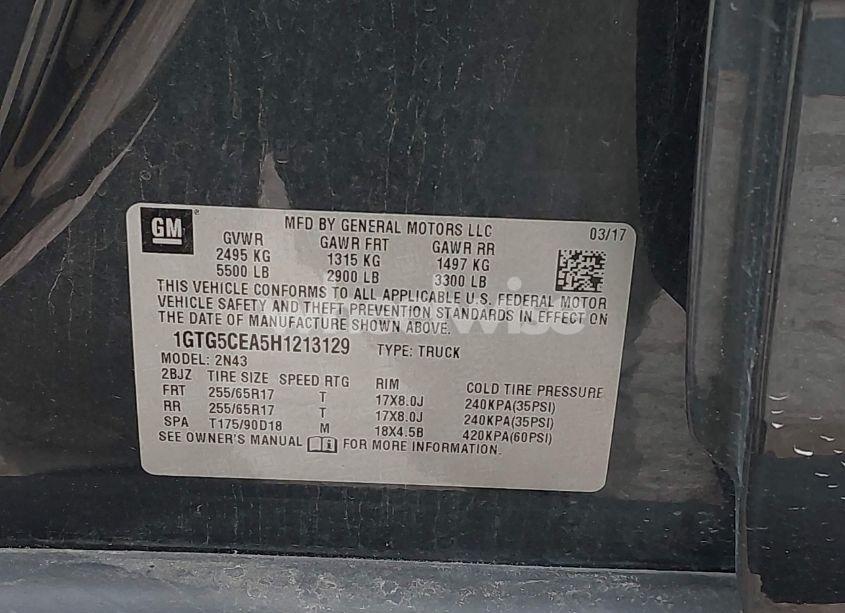 GM
MFD BY GENERAL MOTORS LLC
03/17
GVWR GAWR FRT GAWR RR
2495 KG 1315 KG 1497 KG
5500 LB 2900 LB 3300 LB
THIS VEHICLE CONFORMS TO ALL APPLICABLE U.S. FEDERAL MOTOR
VEHICLE SAFETY AND THEFT PREVENTION STANDARDS IN EFFECT ON
THE DATE OF MANUFACTURE SHOWN ABOVE.
1GTG5CEA5H1213129 TYPE: TRUCK
MODEL: 2N43
2BJZ TIRE SIZE SPEED RTG RIM COLD TIRE PRESSURE
FRT 255/65R17 T 17X8.0J 240KPA(35PSI)
RR 255/65R17 T 17X8.0J 240KPA(35PSI)
SPA T175/90D18 M 18X4.5B 420KPA(60PSI)
SEE OWNER'S MANUAL FOR MORE INFORMATION.